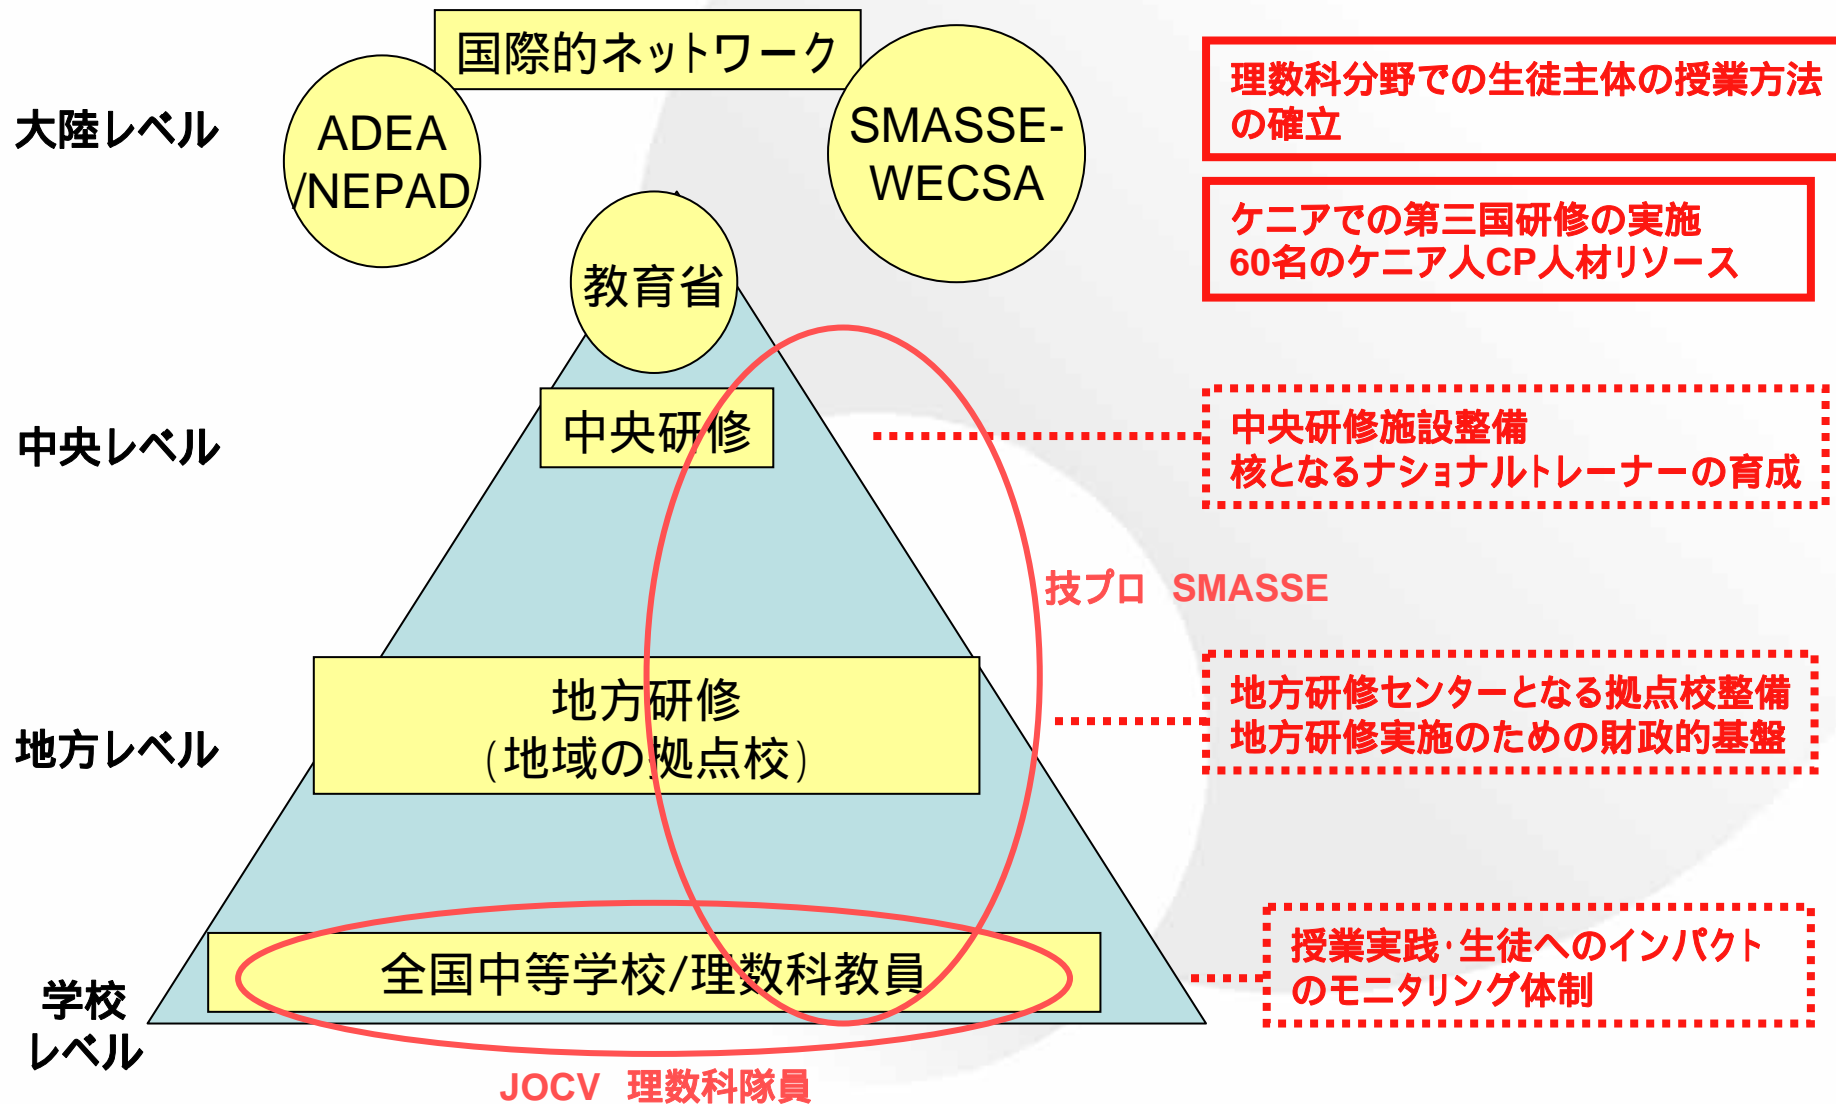 国際的ネットワーク
大陸レベル
ADEA
/NEPAD
SMASSE-
WECSA
理数科分野での生徒主体の授業方法
の確立
ケニアでの第三国研修の実施
60名のケニア人CP人材リソース
教育省
中央レベル
中央研修
中央研修施設整備
核となるナショナルトレーナーの育成
技プロ SMASSE
地方レベル
地方研修
(地域の拠点校)
地方研修センターとなる拠点校整備
地方研修実施のための財政的基盤
学校
レベル
全国中等学校/理数科教員
授業実践・生徒へのインパクト
のモニタリング体制
JOCV 理数科隊員